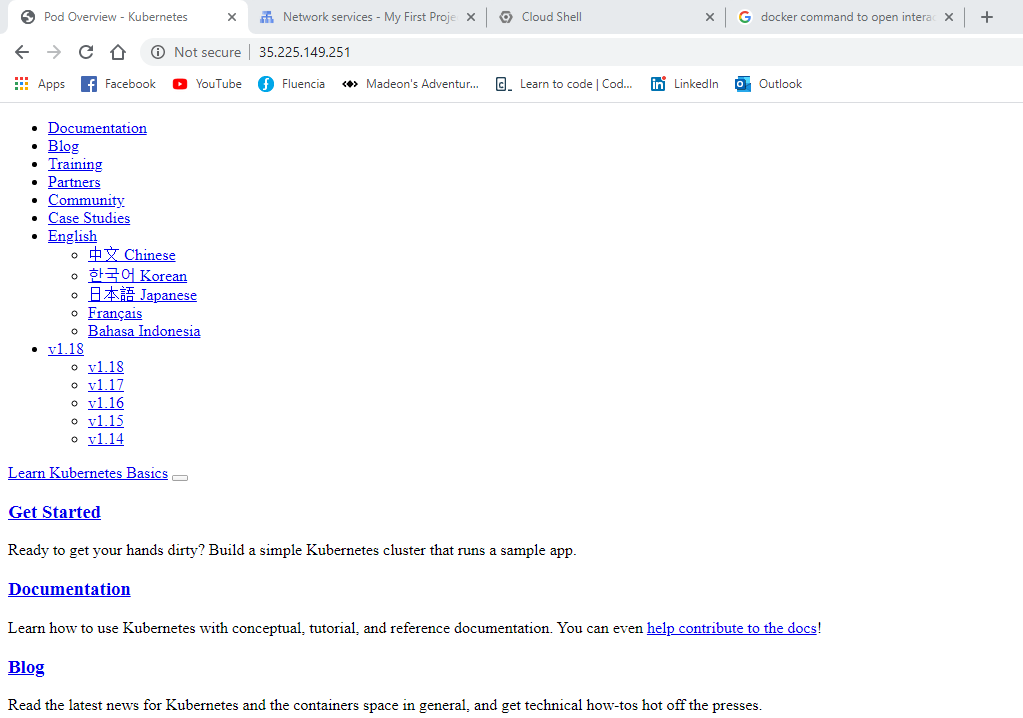 Pod Overview - Kubernetes
Network services - My First Proje
Cloud Shell
docker command to open intera
Not secure
35.225.149.251
Apps
Facebook
YouTube
Fluencia
Madeon's Adventur...
Learn to code | Cod...
LinkedIn
Outlook
Documentation
Blog
Training
Partners
Community
Case Studies
English
中文 Chinese
한국어 Korean
日本語 Japanese
Français
Bahasa Indonesia
v1.18
v1.18
v1.17
v1.16
v1.15
v1.14
Learn Kubernetes Basics
Get Started
Ready to get your hands dirty? Build a simple Kubernetes cluster that runs a sample app.
Documentation
Learn how to use Kubernetes with conceptual, tutorial, and reference documentation. You can even help contribute to the docs!
Blog
Read the latest news for Kubernetes and the containers space in general, and get technical how-tos hot off the presses.